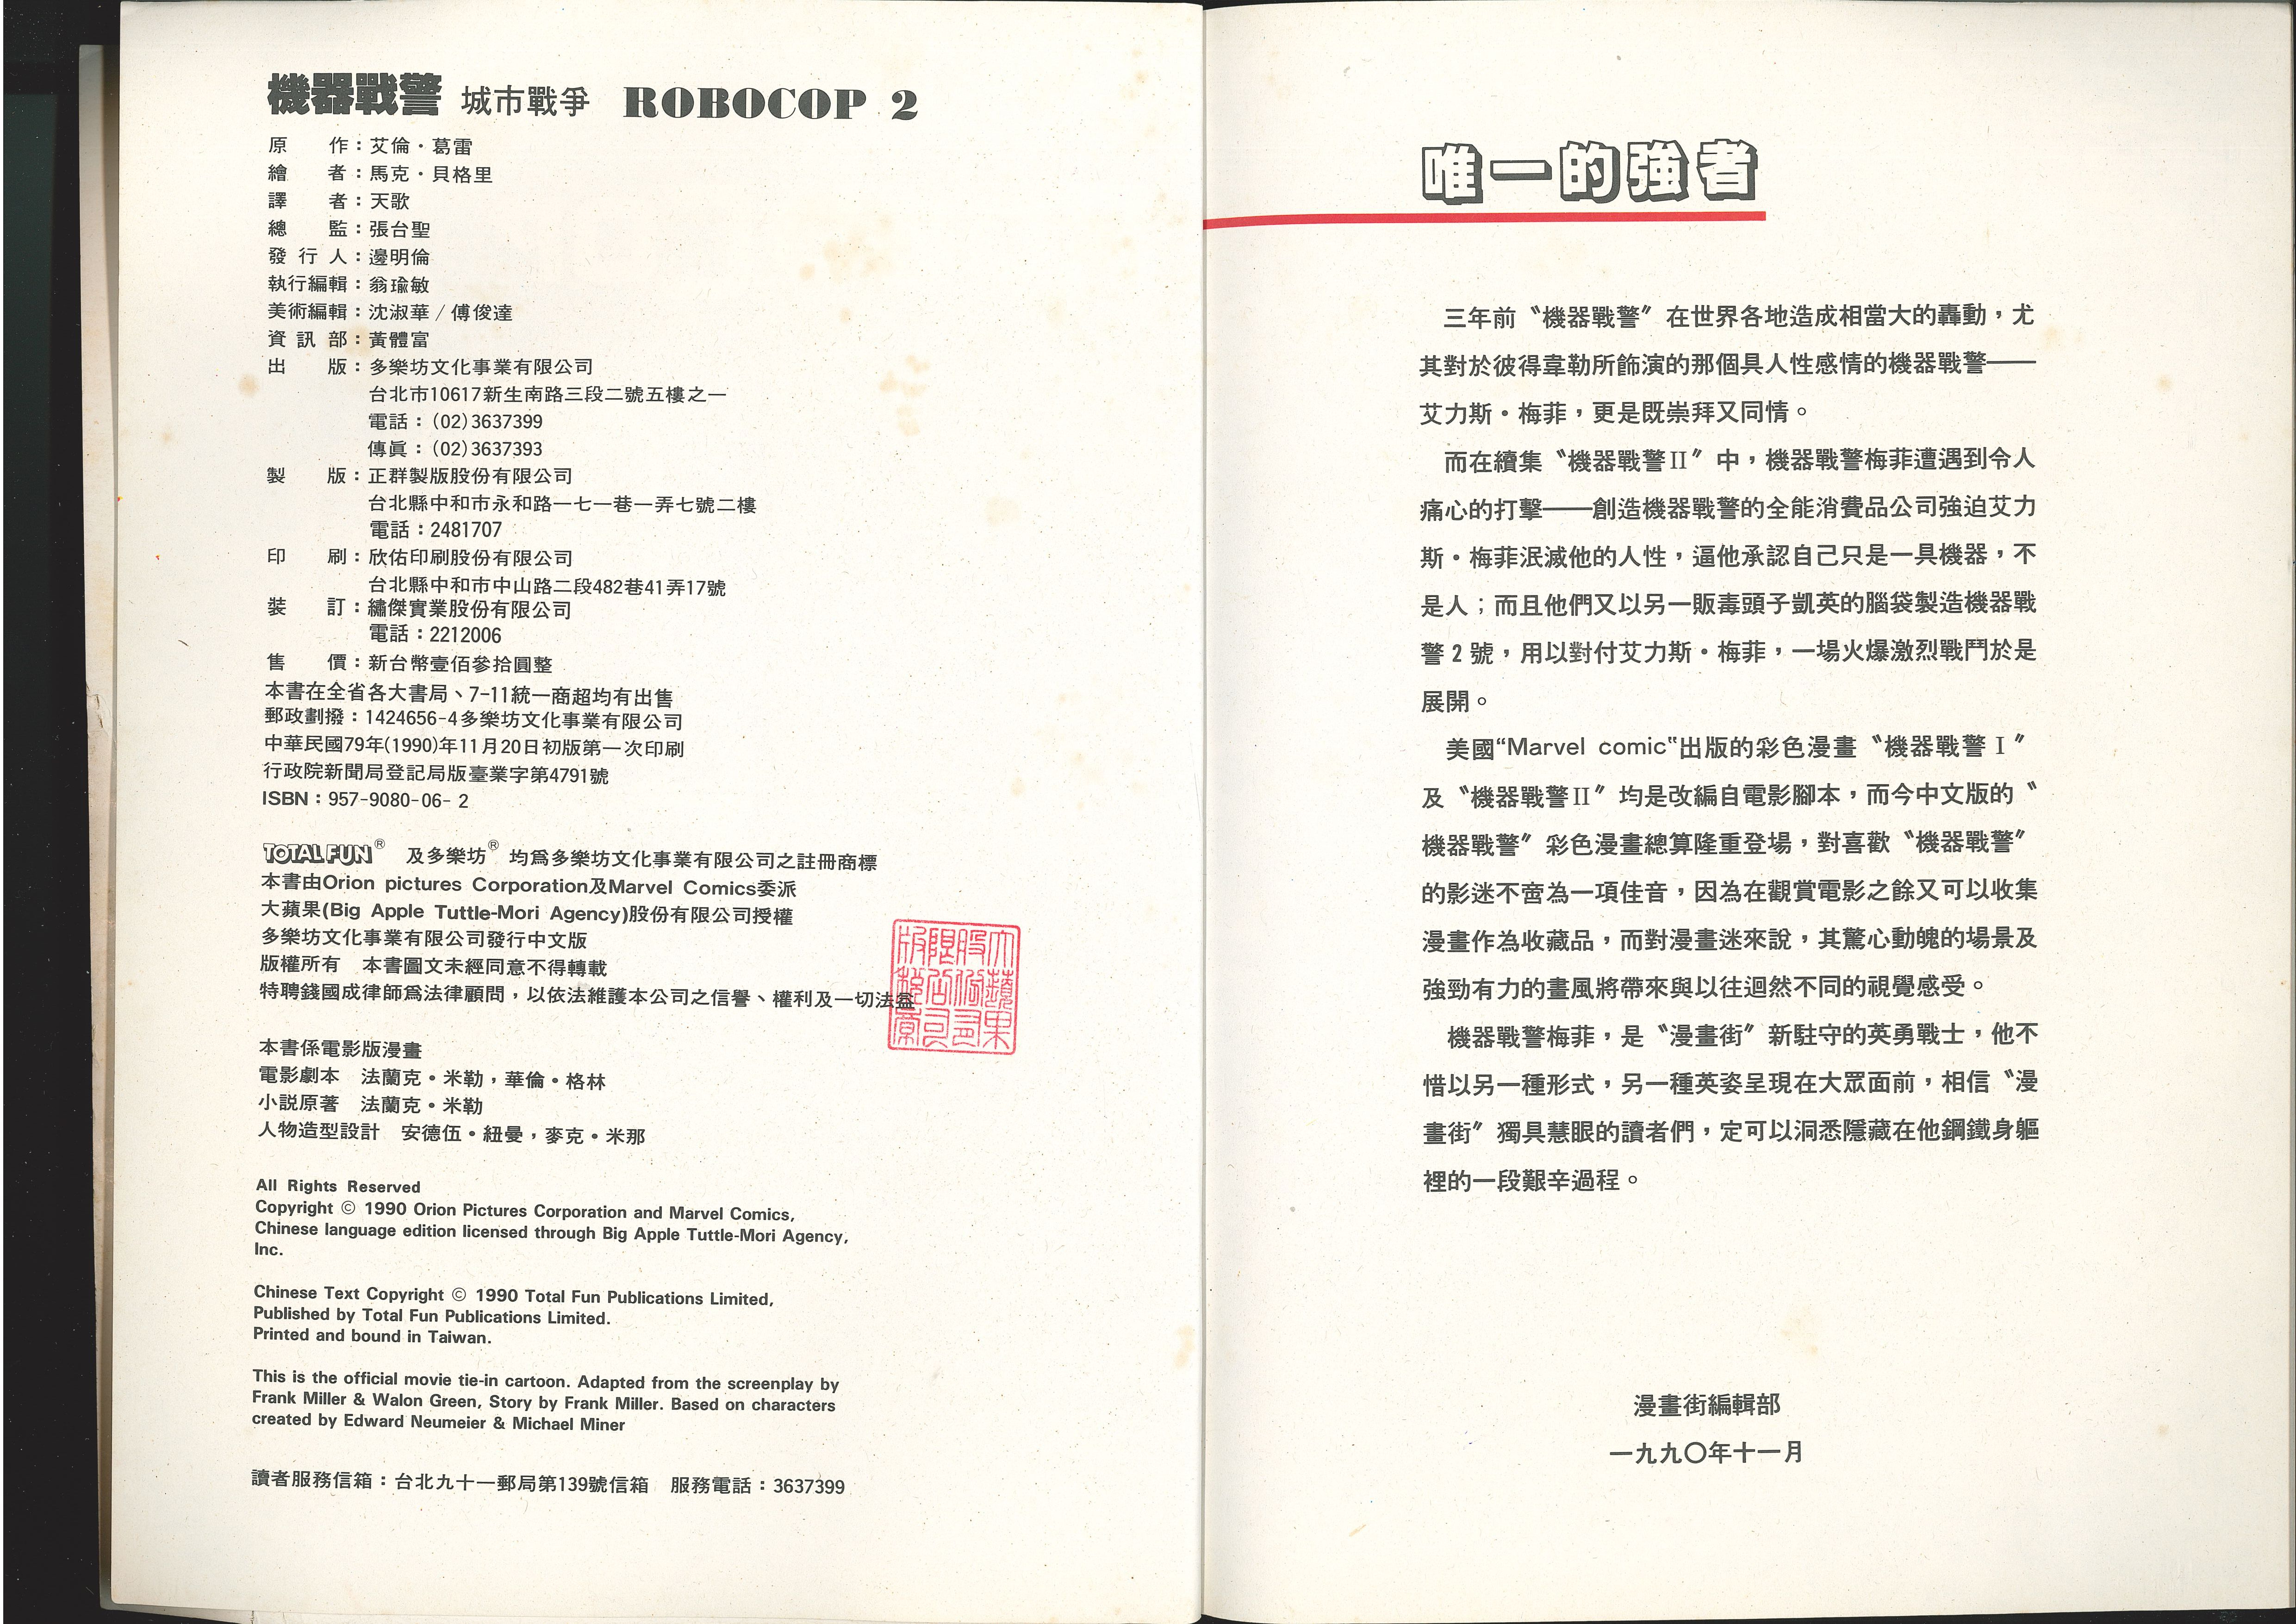 機器戰警 城市戰爭 ROBOCOP 2
原　　作：艾倫・葛雷
繪　　者：馬克・貝格里
譯　　者：天歌
總　　監：張台聖
發 行 人：邊明倫
執行編輯：翁瑜敏
美術編輯：沈淑華／傅俊達
資 訊 部：黃體富
出　　版：多樂坊文化事業有限公司
台北市10617新生南路三段二號五樓之一
電話：(02)3637399
傳眞：(02)3637393
製　　版：正群製版股份有限公司
台北縣中和市永和路一七一巷一弄七號二樓
電話：2481707
印　　刷：欣佑印刷股份有限公司
台北縣中和市中山路二段482巷41弄17號
裝　　訂：繡傑實業股份有限公司
電話：2212006
售　　價：新台幣壹佰參拾圓整
本書在全省各大書局、7-11統一商超均有出售
郵政劃撥：1424656-4多樂坊文化事業有限公司
中華民國79年(1990)年11月20日初版第一次印刷
行政院新聞局登記局版臺業字第4791號
ISBN：957-9080-06- 2
TOTAL FUN® 及多樂坊® 均爲多樂坊文化事業有限公司之註冊商標
本書由Orion pictures Corporation及Marvel Comics委派
大蘋果(Big Apple Tuttle-Mori Agency)股份有限公司授權
多樂坊文化事業有限公司發行中文版
版權所有　本書圖文未經同意不得轉載
特聘錢國成律師爲法律顧問，以依法維護本公司之信譽、權利及一切法益
大蘋果
股份有
限公司
版權章
本書係電影版漫畫
電影劇本　法蘭克・米勒，華倫・格林
小說原著　法蘭克・米勒
人物造型設計　安德伍・紐曼，麥克・米那
All Rights Reserved
Copyright © 1990 Orion Pictures Corporation and Marvel Comics,
Chinese language edition licensed through Big Apple Tuttle-Mori Agency,
Inc.
Chinese Text Copyright © 1990 Total Fun Publications Limited,
Published by Total Fun Publications Limited.
Printed and bound in Taiwan.
This is the official movie tie-in cartoon. Adapted from the screenplay by
Frank Miller & Walon Green, Story by Frank Miller. Based on characters
created by Edward Neumeier & Michael Miner
讀者服務信箱：台北九十一郵局第139號信箱　服務電話：3637399
唯一的強者
三年前〝機器戰警〞在世界各地造成相當大的轟動，尤
其對於彼得韋勒所飾演的那個具人性感情的機器戰警——
艾力斯・梅菲，更是既崇拜又同情。
而在續集〝機器戰警II〞中，機器戰警梅菲遭遇到令人
痛心的打擊——創造機器戰警的全能消費品公司強迫艾力
斯・梅菲泯滅他的人性，逼他承認自己只是一具機器，不
是人；而且他們又以另一販毒頭子凱英的腦袋製造機器戰
警2號，用以對付艾力斯・梅菲，一場火爆激烈戰鬥於是
展開。
美國“Marvel comic‟出版的彩色漫畫〝機器戰警 I 〞
及〝機器戰警II〞均是改編自電影腳本，而今中文版的〝
機器戰警〞彩色漫畫總算隆重登場，對喜歡〝機器戰警〞
的影迷不啻為一項佳音，因為在觀賞電影之餘又可以收集
漫畫作為收藏品，而對漫畫迷來說，其驚心動魄的場景及
強勁有力的畫風將帶來與以往迴然不同的視覺感受。
機器戰警梅菲，是〝漫畫街〞新駐守的英勇戰士，他不
惜以另一種形式，另一種英姿呈現在大眾面前，相信〝漫
畫街〞獨具慧眼的讀者們，定可以洞悉隱藏在他鋼鐵身軀
裡的一段艱辛過程。
漫畫街編輯部
一九九〇年十一月